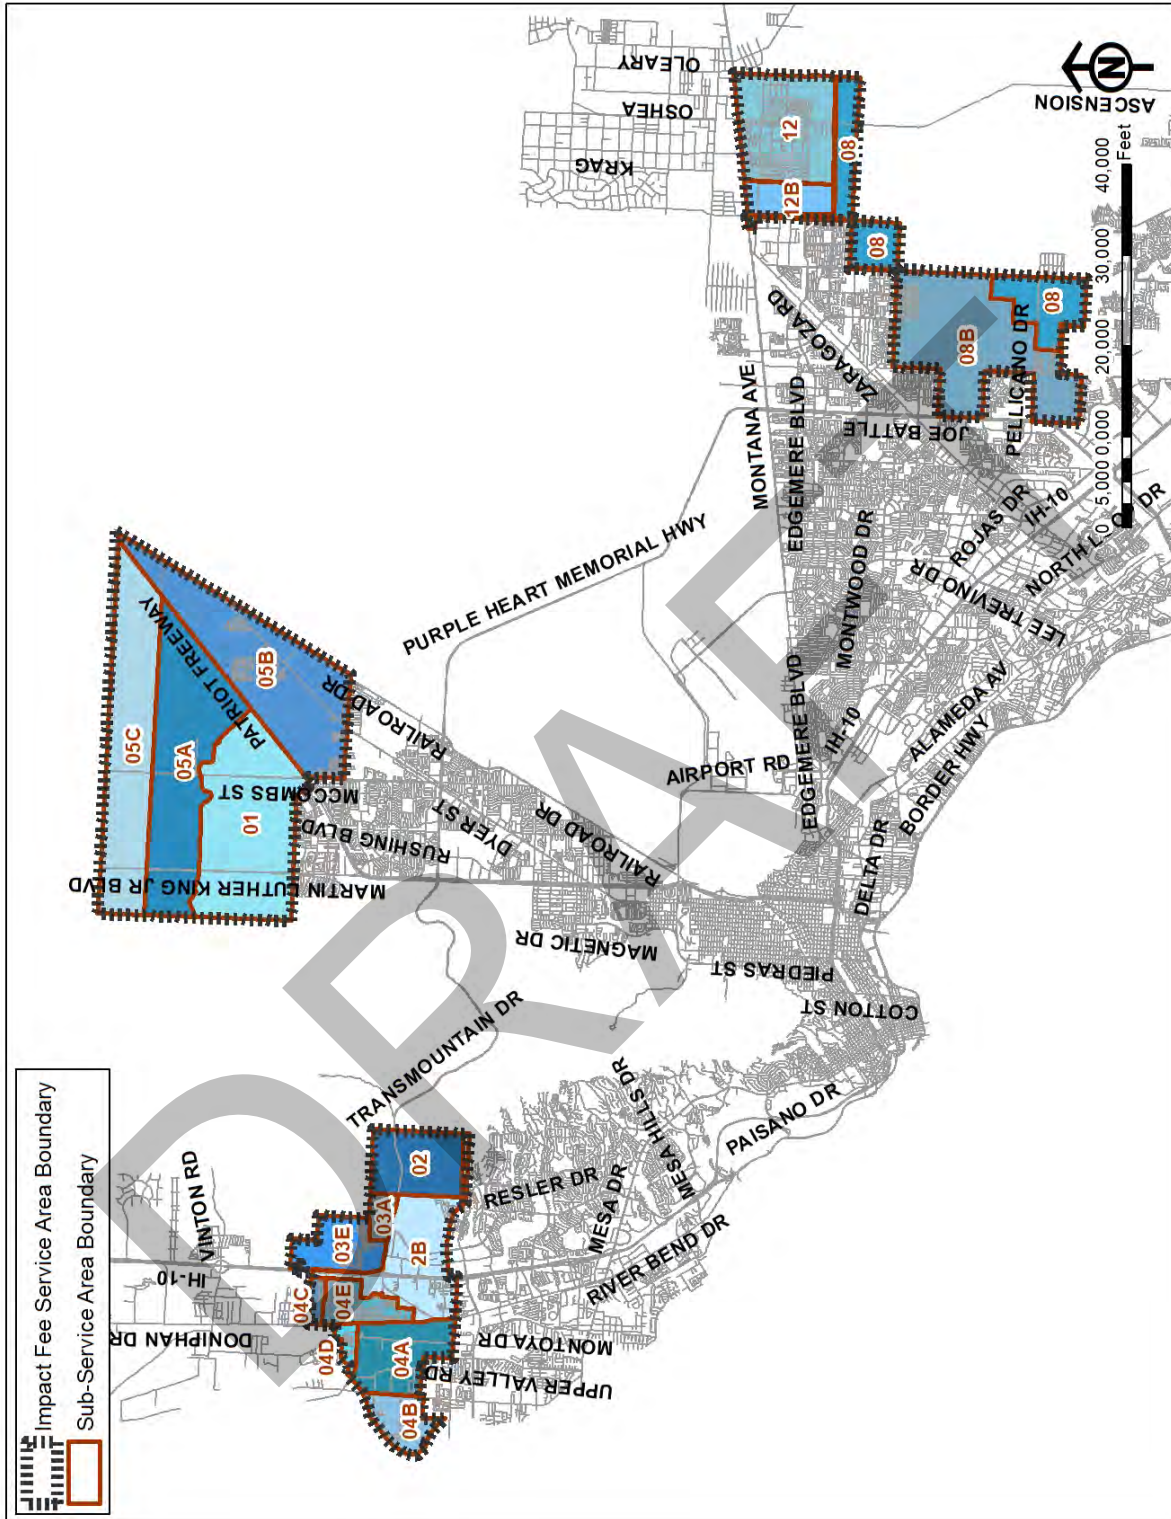 Impact Fee Service Area Boundary
Sub-Service Area Boundary
DRAFT
OLEARY
OSHEA
KRAG
12
12B
08
08
08B
08
N
ASCENSION
40,000
30,000
20,000
0,000
5,000
0
Feet
MONTANA AVE
EDGEMERE BLVD
ZARAGOZA RD
JOE BATTLE
PELLICANO DR
MONTWOOD DR
ROJAS DR
IH-10
LEE TREVINO DR
PURPLE HEART MEMORIAL HWY
05C
05A
05B
01
PATRIOT FREEWAY
RAILROAD DR
MCCOMBS ST
RUSHING BLVD
MARTIN LUTHER KING JR BLVD
DYER ST
RAILROAD DR
AIRPORT RD
EDGEMERE BLVD
IH-10
ALAMEDA AV
BORDER HWY
DELTA DR
MAGNETIC DR
PIEDRAS ST
COTTON ST
TRANSMOUNTAIN DR
VINTON RD
IH-10
DONIPHAN DR
02
03A
03E
2B
04C
04E
04D
04A
04B
RESLER DR
MESA HILLS DR
MESA DR
PAISANO DR
RIVER BEND DR
MONTOYA DR
UPPER VALLEY RD